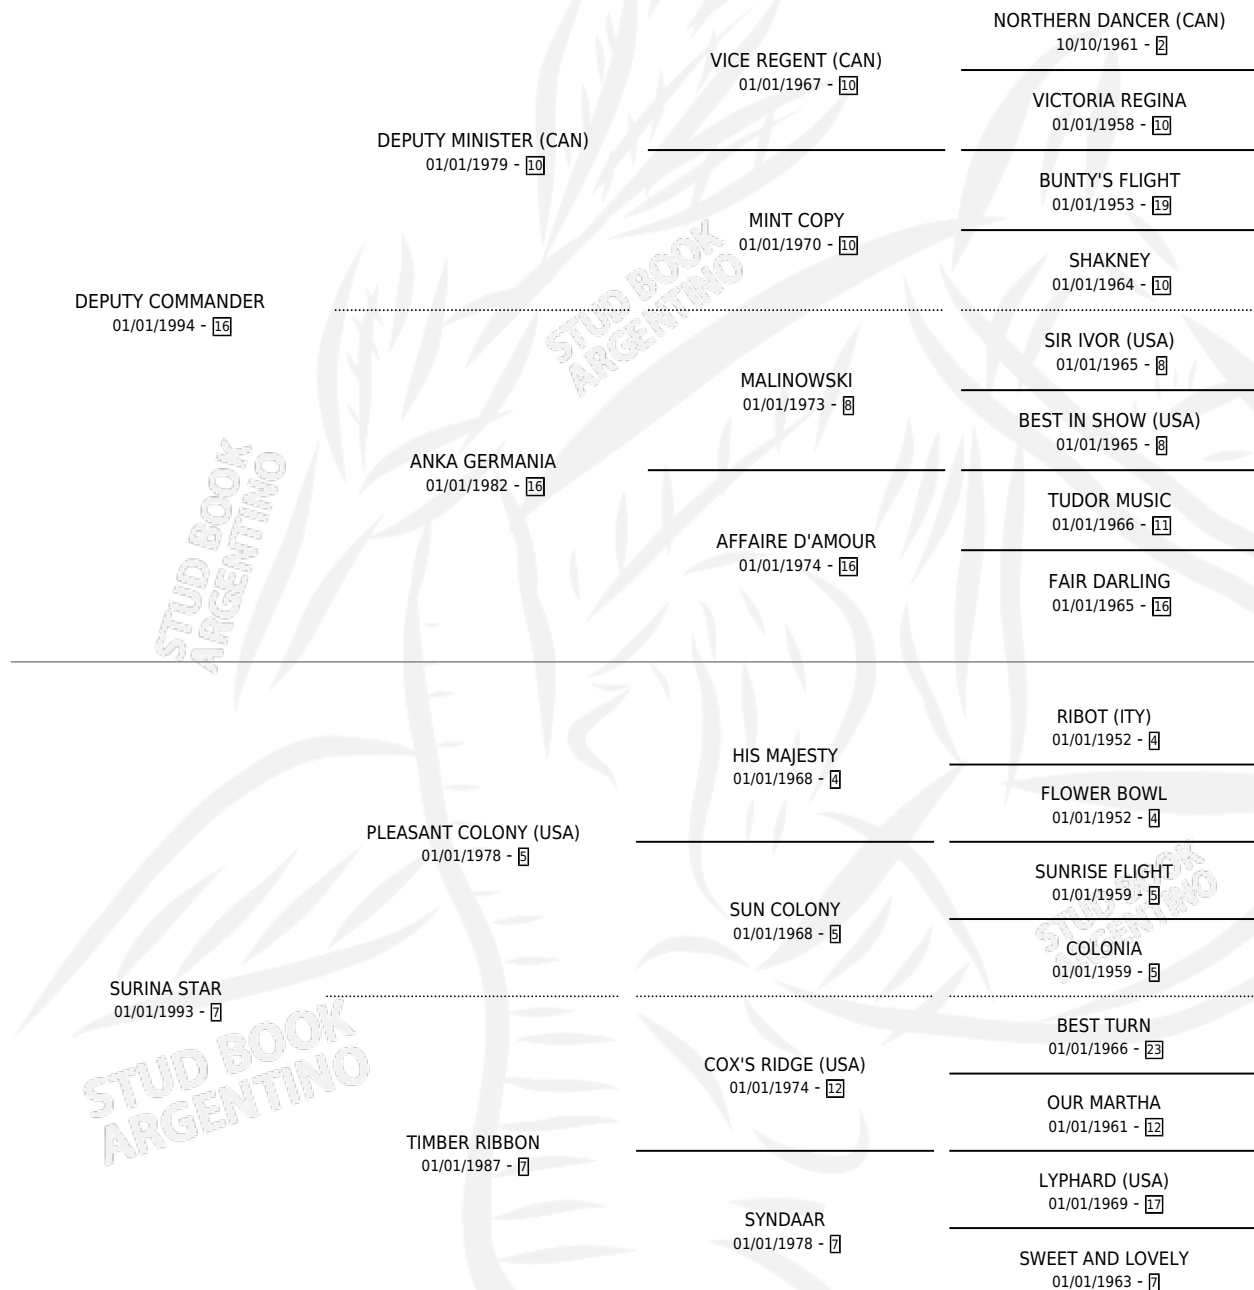 NORTHERN DANCER (CAN)
10/10/1961 - 2
VICE REGENT (CAN)
01/01/1967 - 10
VICTORIA REGINA
01/01/1958 - 10
DEPUTY MINISTER (CAN)
01/01/1979 - 10
BUNTY'S FLIGHT
01/01/1953 - 19
MINT COPY
01/01/1970 - 10
SHAKNEY
01/01/1964 - 10
DEPUTY COMMANDER
01/01/1994 - 16
STUD BOOK
ARGENTINO
SIR IVOR (USA)
01/01/1965 - 8
MALINOWSKI
01/01/1973 - 8
BEST IN SHOW (USA)
01/01/1965 - 8
ANKA GERMANIA
01/01/1982 - 16
STUD BOOK
ARGENTINO
TUDOR MUSIC
01/01/1966 - 11
AFFAIRE D'AMOUR
01/01/1974 - 16
FAIR DARLING
01/01/1965 - 16
RIBOT (ITY)
01/01/1952 - 4
HIS MAJESTY
01/01/1968 - 4
FLOWER BOWL
01/01/1952 - 4
PLEASANT COLONY (USA)
01/01/1978 - 5
SUNRISE FLIGHT
01/01/1959 - 5
STUD BOOK
ARGENTINO
SUN COLONY
01/01/1968 - 5
COLONIA
01/01/1959 - 5
SURINA STAR
01/01/1993 - 7
STUD BOOK
ARGENTINO
BEST TURN
01/01/1966 - 23
COX'S RIDGE (USA)
01/01/1974 - 12
OUR MARTHA
01/01/1961 - 12
TIMBER RIBBON
01/01/1987 - 7
LYPHARD (USA)
01/01/1969 - 17
SYNDAAR
01/01/1978 - 7
SWEET AND LOVELY
01/01/1963 - 7